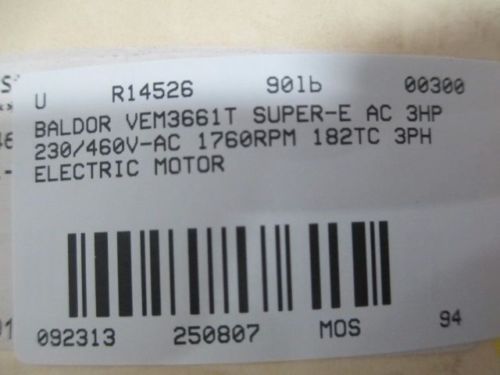 U R14526 90lb 00300
BALDOR VEM3661T SUPER-E AC 3HP
230/460V-AC 1760RPM 182TC 3PH
ELECTRIC MOTOR
092313 250807 MOS 94